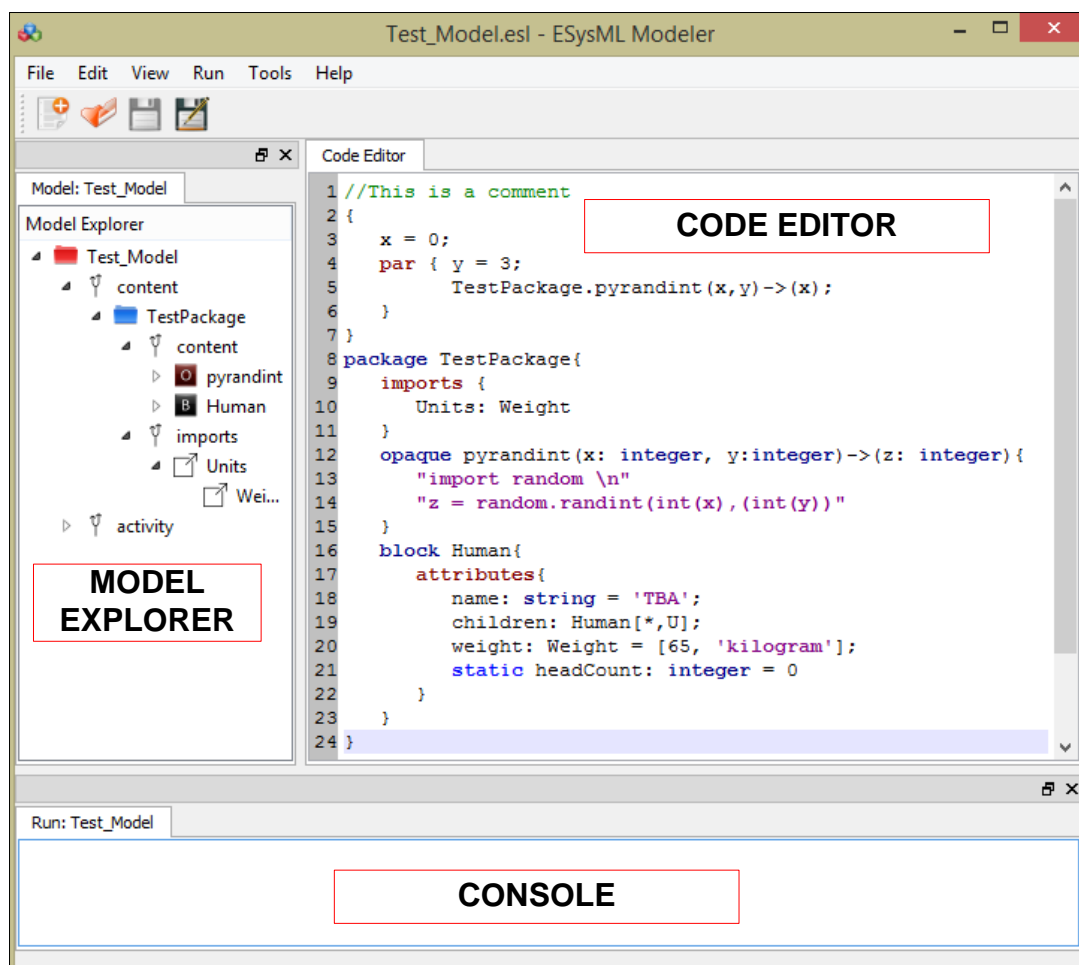 Test_Model.esl - ESysML Modeler
File Edit View Run Tools Help
Model: Test_Model
Model Explorer
Test_Model
content
TestPackage
content
O pyrandint
B Human
imports
Units
Wei...
activity
MODEL
EXPLORER
Code Editor
CODE EDITOR
1 //This is a comment
2 {
3 x = 0;
4 par { y = 3;
5 TestPackage.pyrandint(x,y)->(x);
6 }
7 }
8 package TestPackage{
9 imports {
10 Units: Weight
11 }
12 opaque pyrandint(x: integer, y:integer)->(z: integer){
13 "import random \n"
14 "z = random.randint(int(x),(int(y))"
15 }
16 block Human{
17 attributes{
18 name: string = 'TBA';
19 children: Human[*,U];
20 weight: Weight = [65, 'kilogram'];
21 static headCount: integer = 0
22 }
23 }
24 }
Run: Test_Model
CONSOLE